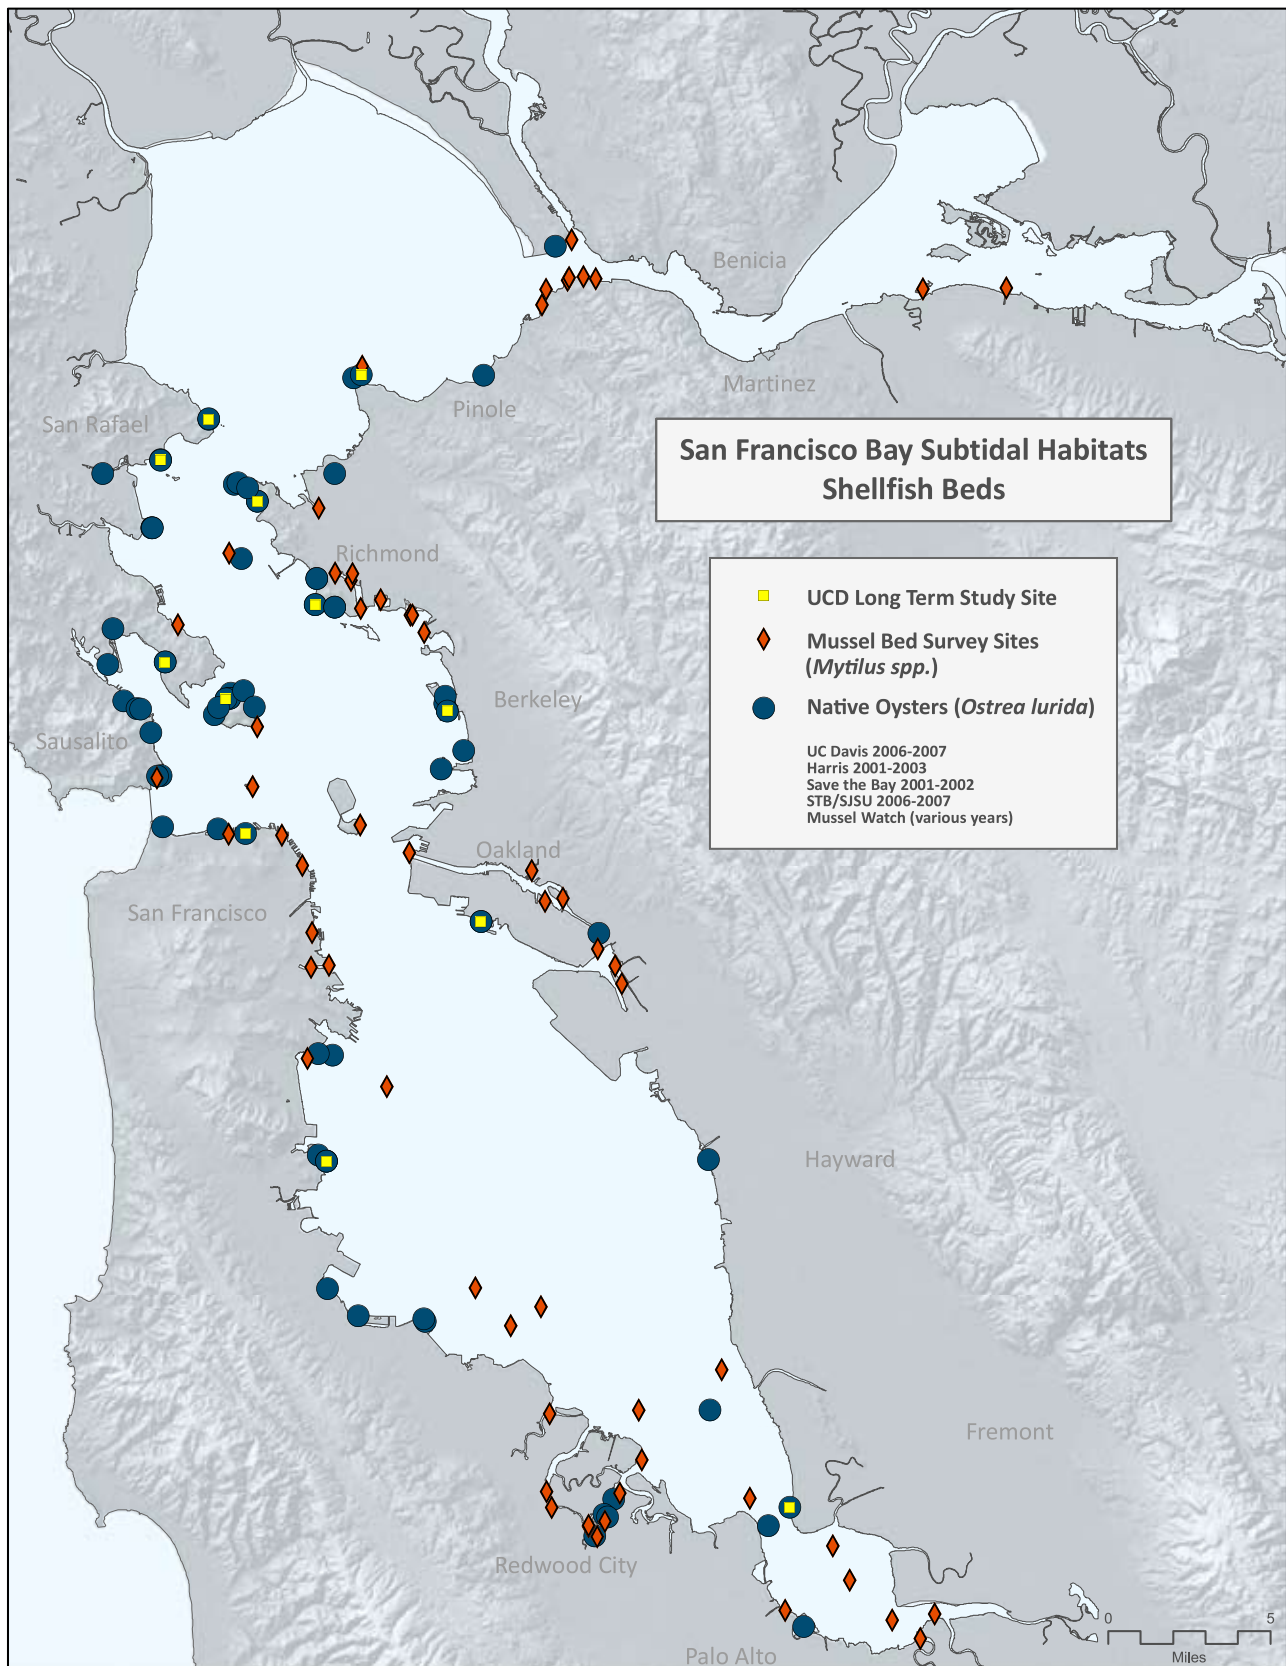 Benicia
Martinez
Pinole
San Rafael
San Francisco Bay Subtidal Habitats
Shellfish Beds
Richmond
UCD Long Term Study Site
Mussel Bed Survey Sites
(Mytilus spp.)
Native Oysters (Ostrea lurida)
UC Davis 2006-2007
Harris 2001-2003
Save the Bay 2001-2002
STB/SJSU 2006-2007
Mussel Watch (various years)
Berkeley
Sausalito
Oakland
San Francisco
Hayward
Fremont
Redwood City
Palo Alto
0 5
Miles